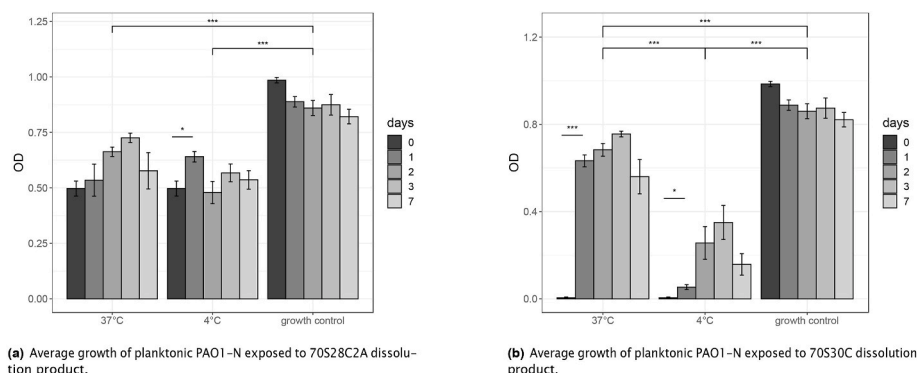 1.25
1.00
0.75
0.50
0.25
0.00
OD
***
***
*
37°C
4°C
growth control
days
0
1
2
3
7
(a) Average growth of planktonic PAO1-N exposed to 70S28C2A dissolu-
tion product.
1.2
0.8
0.4
0.0
OD
***
***
***
***
*
37°C
4°C
growth control
days
0
1
2
3
7
(b) Average growth of planktonic PAO1-N exposed to 70S30C dissolution
product.